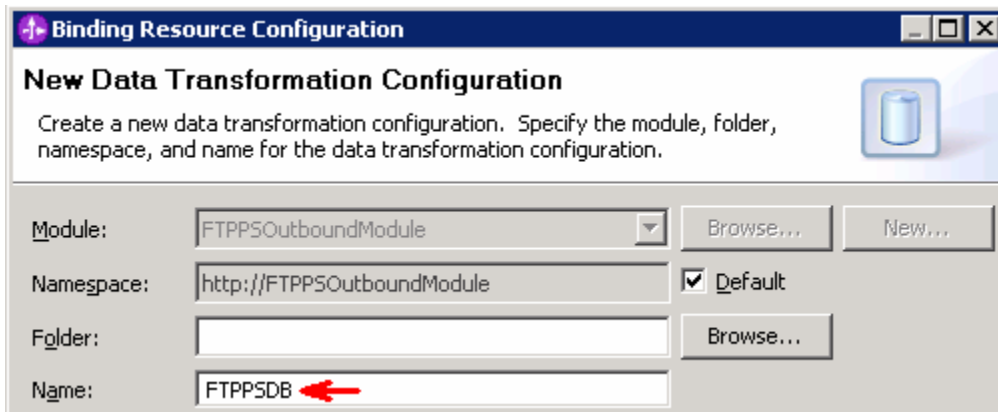 Binding Resource Configuration
New Data Transformation Configuration
Create a new data transformation configuration. Specify the module, folder,
namespace, and name for the data transformation configuration.
Module: FTPPSOutboundModule Browse... New...
Namespace: http://FTPPSOutboundModule Default
Folder: Browse...
Name: FTPPSDB